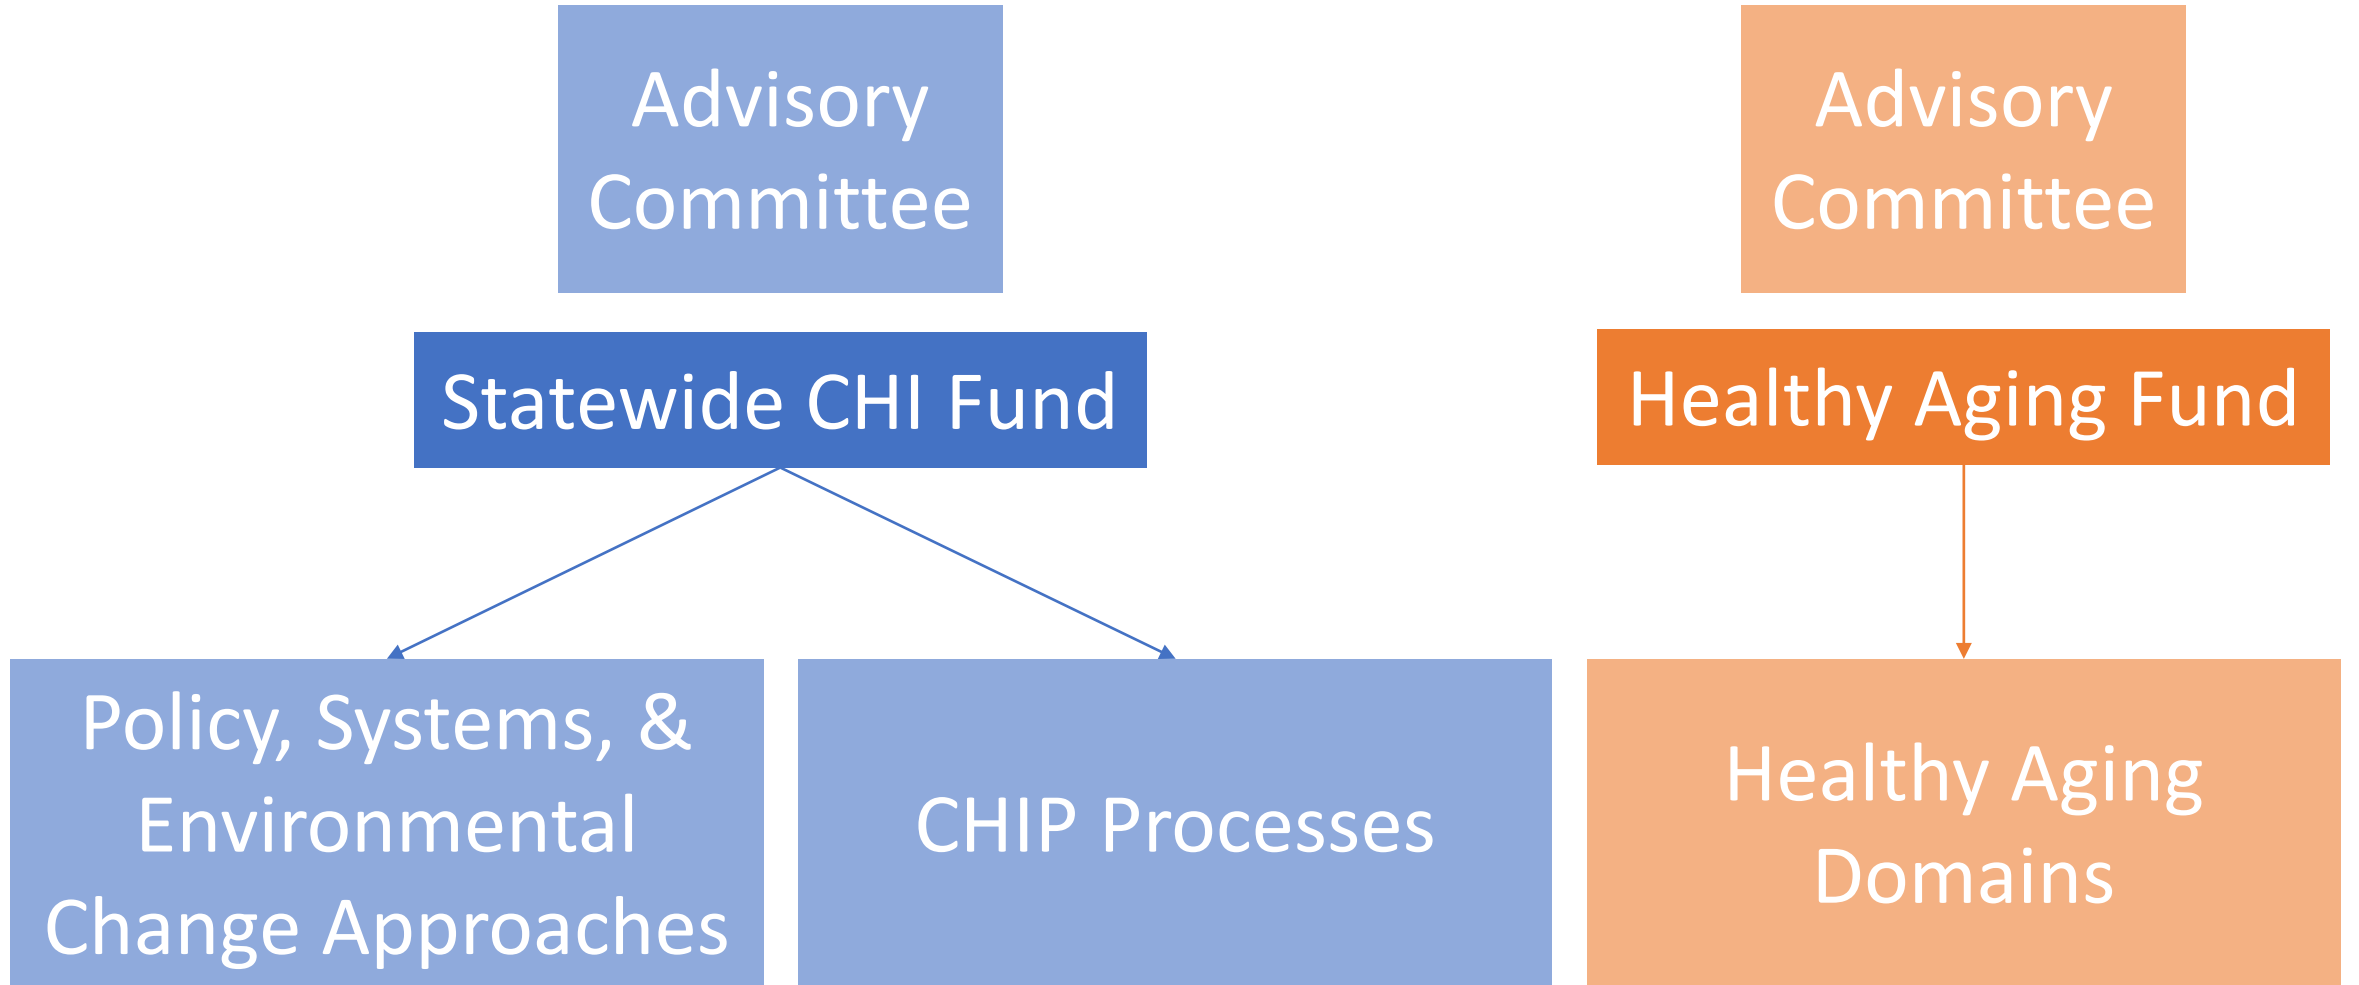 Advisory
Committee
Advisory
Committee
Statewide CHI Fund
Healthy Aging Fund
Policy, Systems, &
Environmental
Change Approaches
CHIP Processes
Healthy Aging
Domains